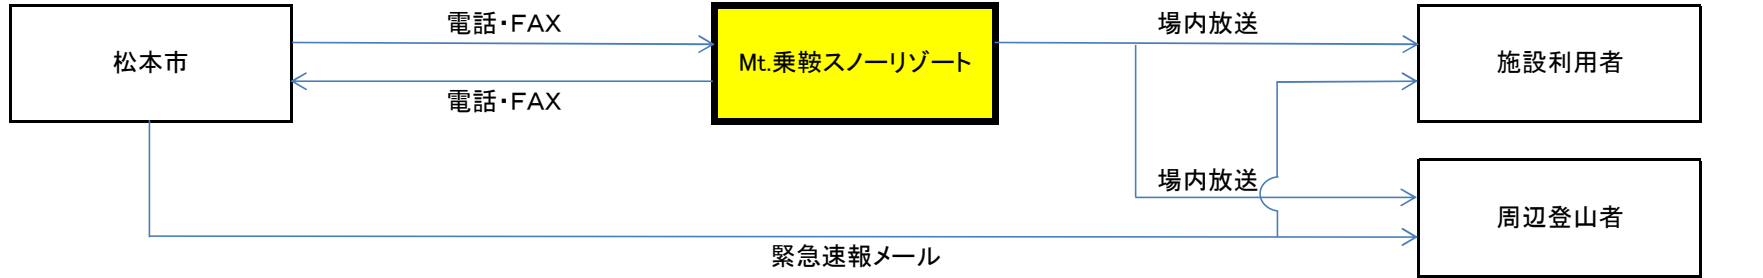 電話・FAX
場内放送
松本市
Mt.乗鞍スノーリゾート
施設利用者
電話・FAX
場内放送
周辺登山者
緊急速報メール